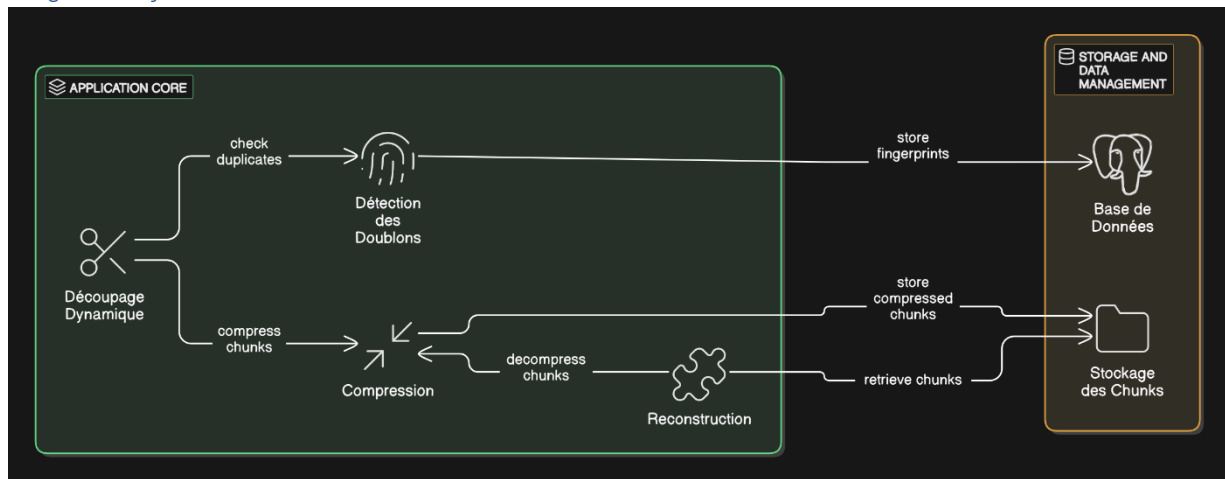 APPLICATION CORE
STORAGE AND
DATA
MANAGEMENT
check
duplicates
store
fingerprints
Détection
des
Doublons
Base de
Données
Découpage
Dynamique
store
compressed
chunks
compress
chunks
decompress
chunks
retrieve chunks
Compression
Reconstruction
Stockage
des Chunks